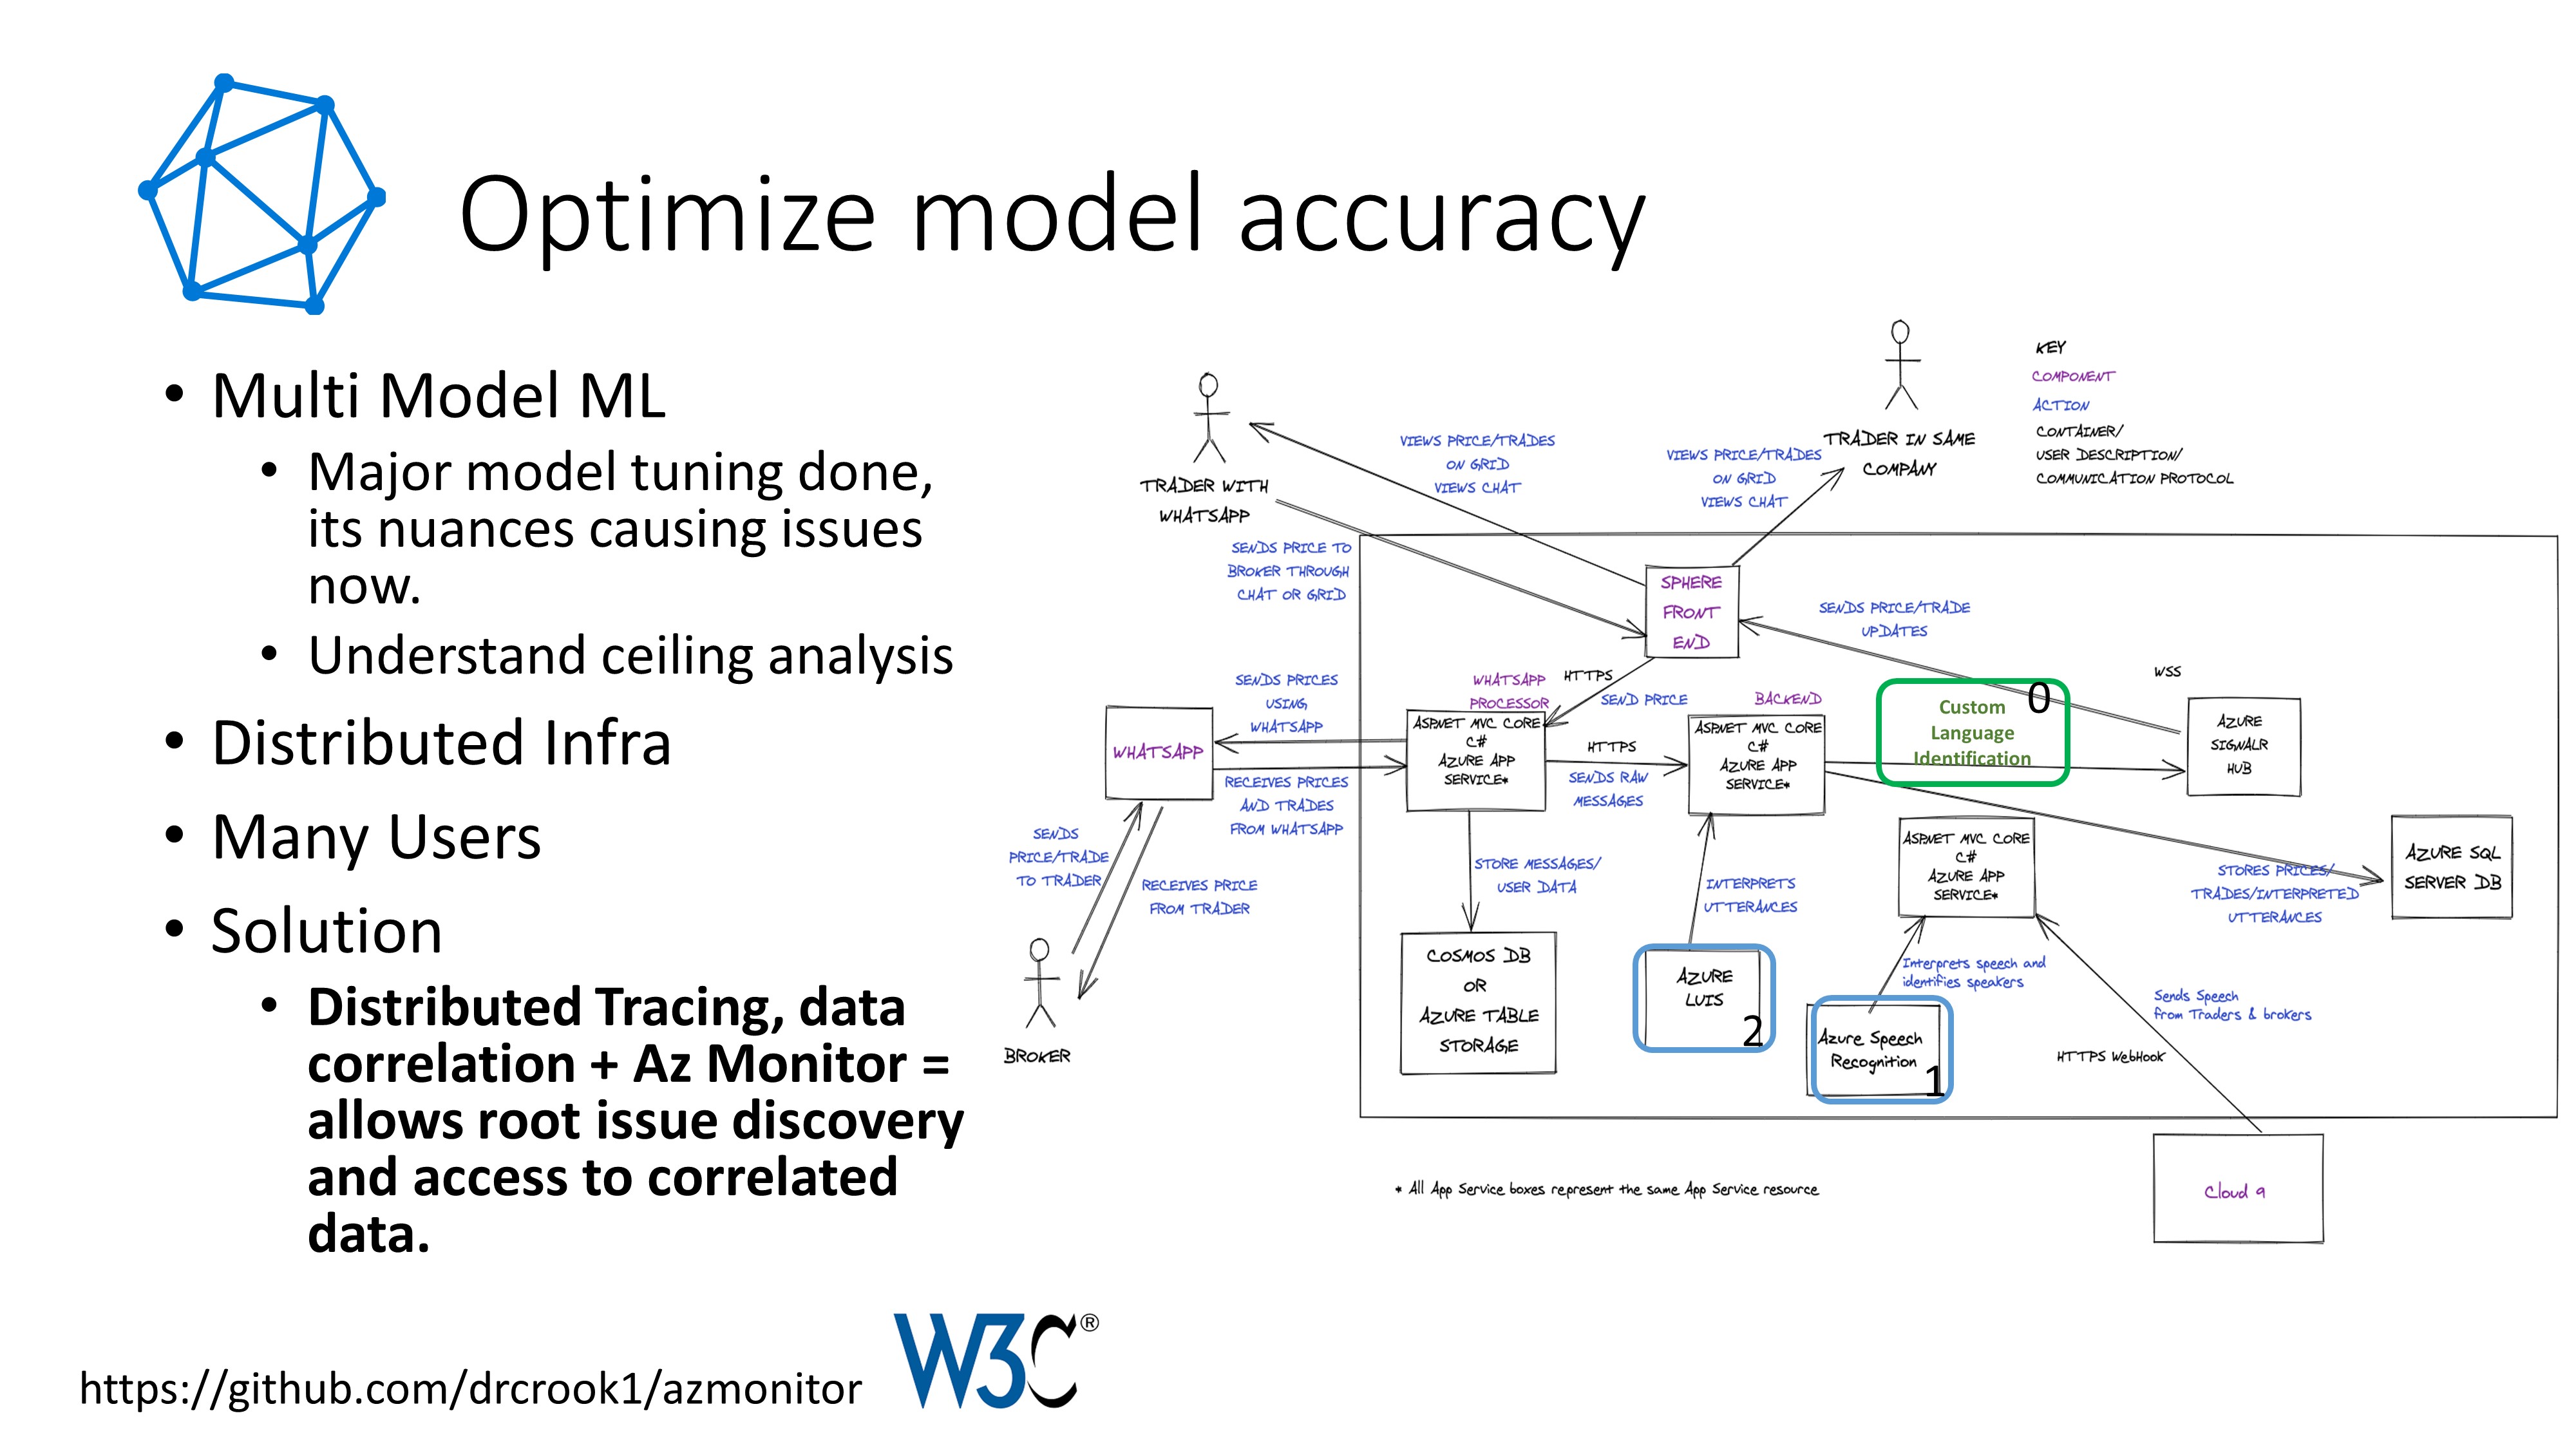 Optimize model accuracy
• Multi Model ML
• Major model tuning done,
its nuances causing issues
now.
• Understand ceiling analysis
• Distributed Infra
• Many Users
• Solution
• Distributed Tracing, data
correlation + Az Monitor =
allows root issue discovery
and access to correlated
data.
https://github.com/drcrook1/azmonitor
W3C®
KEY
COMPONENT
ACTION
CONTAINER/
USER DESCRIPTION/
COMMUNICATION PROTOCOL
TRADER WITH
WHATSAPP
VIEWS PRICE/TRADES
ON GRID
VIEWS CHAT
VIEWS PRICE/TRADES
ON GRID
VIEWS CHAT
TRADER IN SAME
COMPANY
SENDS PRICE TO
BROKER THROUGH
CHAT OR GRID
SPHERE
FRONT
END
SENDS PRICE/TRADE
UPDATES
WSS
SENDS PRICES
USING
WHATSAPP
WHATSAPP
PROCESSOR
HTTPS
SEND PRICE
BACKEND
Custom
Language
Identification
0
WHATSAPP
ASP.NET MVC CORE
C#
AZURE APP
SERVICE*
HTTPS
SENDS RAW
MESSAGES
ASP.NET MVC CORE
C#
AZURE APP
SERVICE*
AZURE
SIGNALR
HUB
RECEIVES PRICES
AND TRADES
FROM WHATSAPP
SENDS
PRICE/TRADE
TO TRADER
RECEIVES PRICE
FROM TRADER
STORE MESSAGES/
USER DATA
INTERPRETS
UTTERANCES
ASP.NET MVC CORE
C#
AZURE APP
SERVICE*
STORES PRICES/
TRADES/INTERPRETED
UTTERANCES
AZURE SQL
SERVER DB
BROKER
COSMOS DB
OR
AZURE TABLE
STORAGE
AZURE
LUIS
2
Interprets speech and
identifies speakers
Azure Speech
Recognition
1
Sends Speech
from Traders & brokers
HTTPS WebHook
Cloud 9
* All App Service boxes represent the same App Service resource